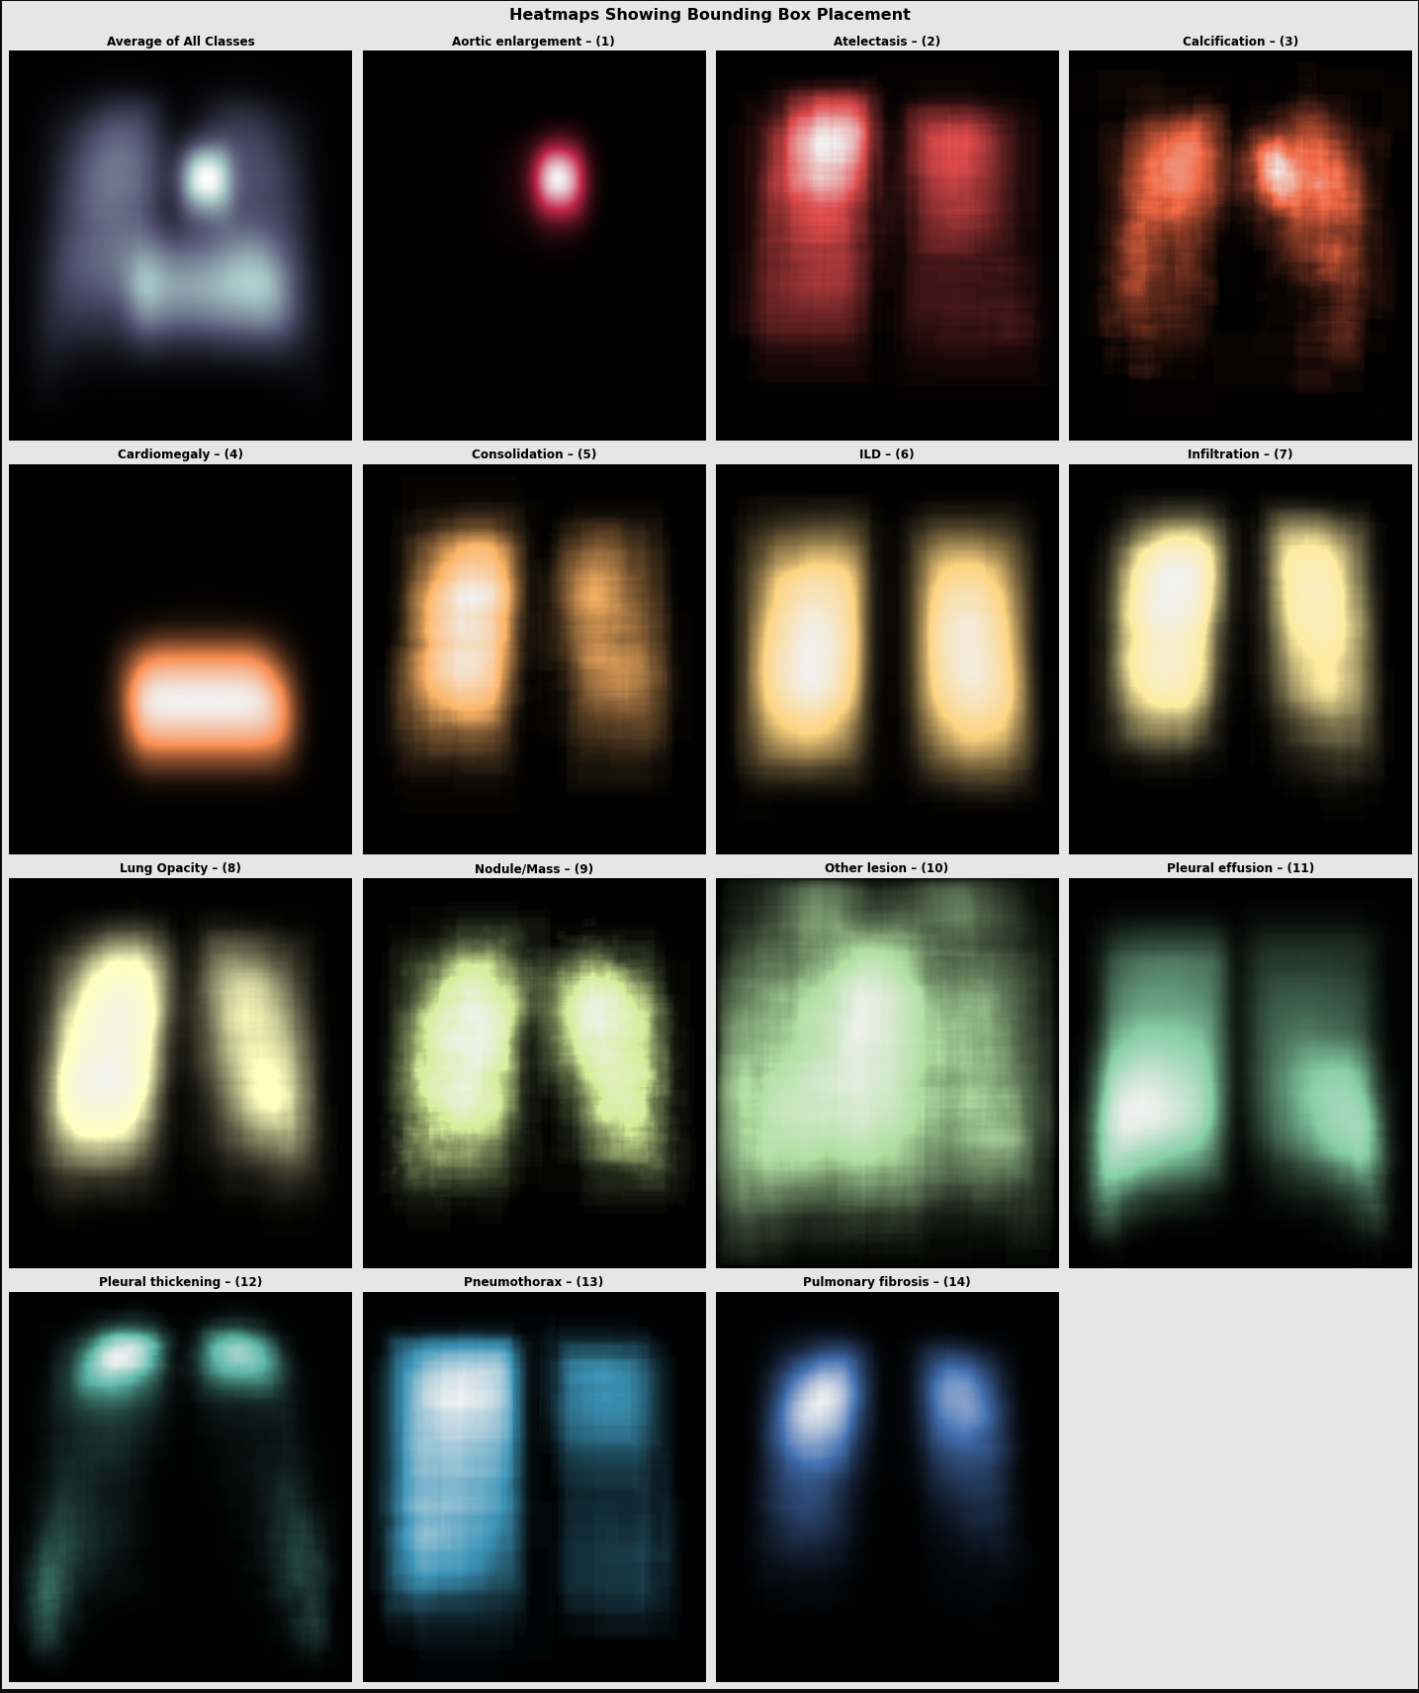 Heatmaps Showing Bounding Box Placement
Average of All Classes
Aortic enlargement – (1)
Atelectasis – (2)
Calcification – (3)
Cardiomegaly – (4)
Consolidation – (5)
ILD – (6)
Infiltration – (7)
Lung Opacity – (8)
Nodule/Mass – (9)
Other lesion – (10)
Pleural effusion – (11)
Pleural thickening – (12)
Pneumothorax – (13)
Pulmonary fibrosis – (14)